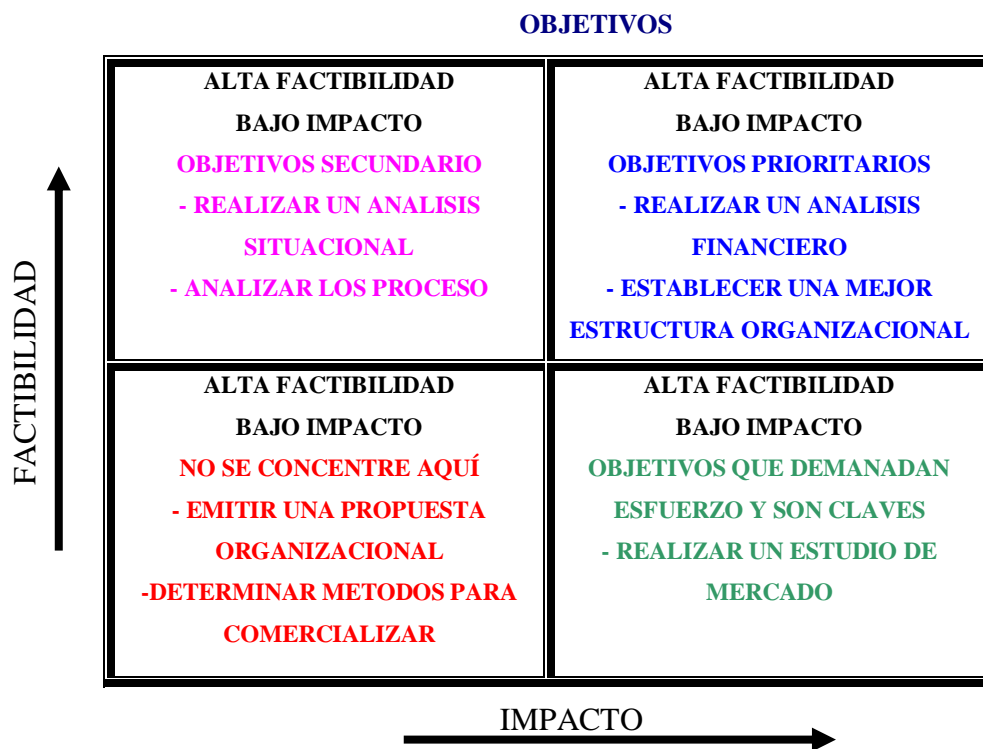 OBJETIVOS
ALTA FACTIBILIDAD
BAJO IMPACTO
OBJETIVOS SECUNDARIO
- REALIZAR UN ANALISIS
SITUACIONAL
- ANALIZAR LOS PROCESO
ALTA FACTIBILIDAD
BAJO IMPACTO
OBJETIVOS PRIORITARIOS
- REALIZAR UN ANALISIS
FINANCIERO
- ESTABLECER UNA MEJOR
ESTRUCTURA ORGANIZACIONAL
FACTIBILIDAD
ALTA FACTIBILIDAD
BAJO IMPACTO
NO SE CONCENTRE AQUÍ
- EMITIR UNA PROPUESTA
ORGANIZACIONAL
-DETERMINAR METODOS PARA
COMERCIALIZAR
ALTA FACTIBILIDAD
BAJO IMPACTO
OBJETIVOS QUE DEMANADAN
ESFUERZO Y SON CLAVES
- REALIZAR UN ESTUDIO DE
MERCADO
IMPACTO